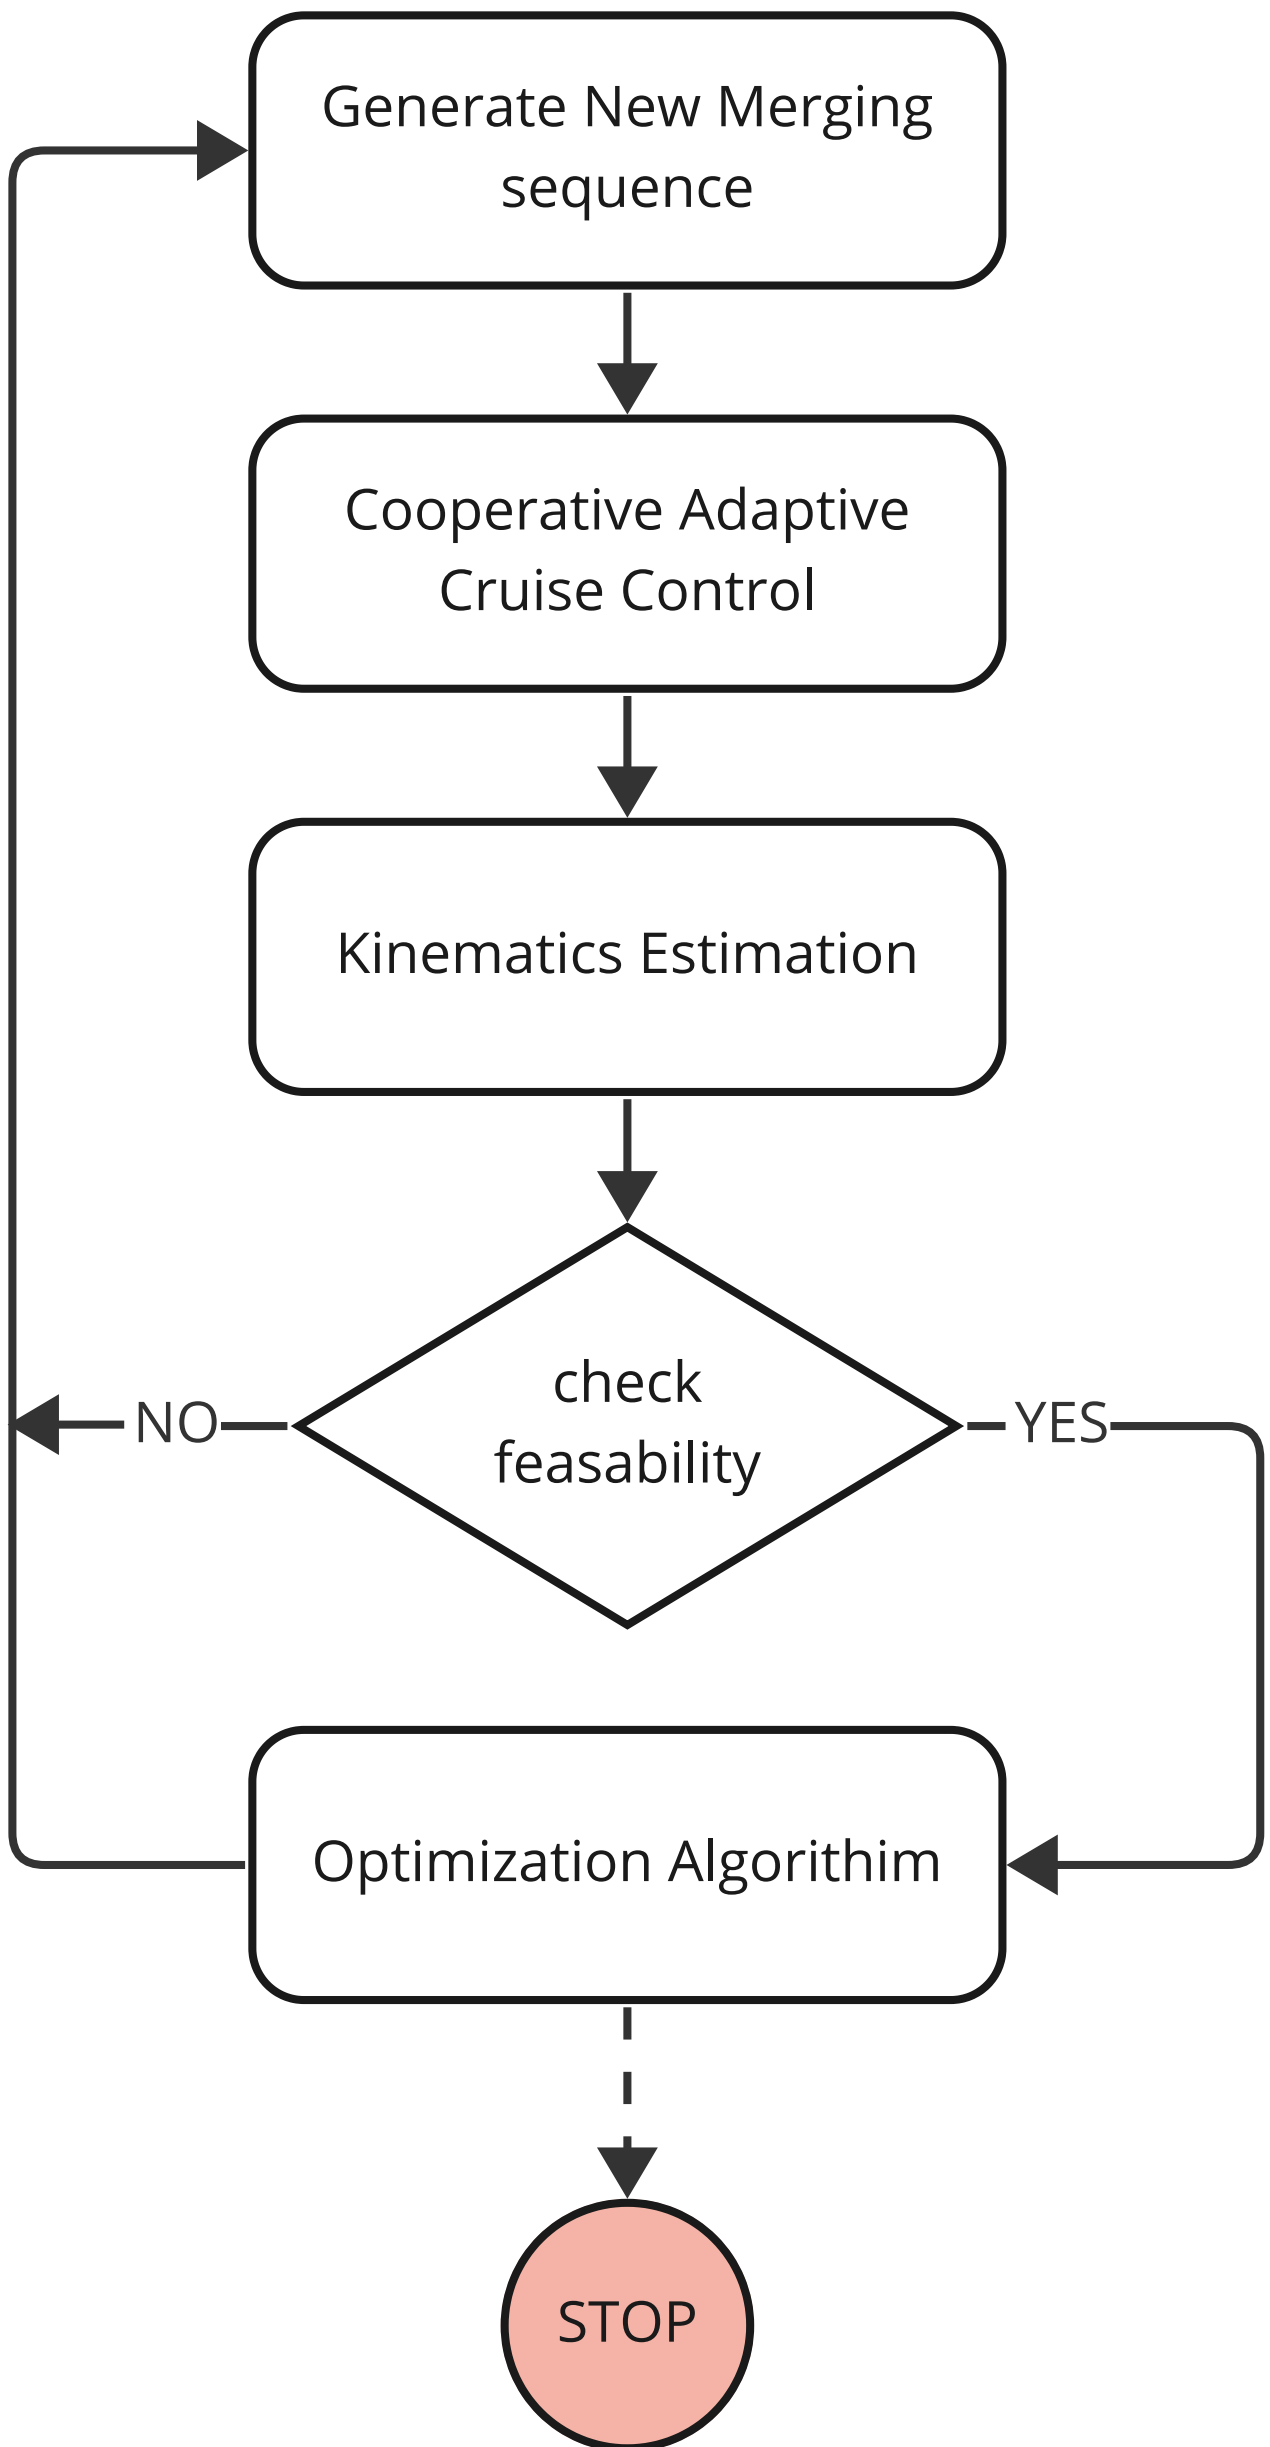 Generate New Merging
sequence
Cooperative Adaptive
Cruise Control
Kinematics Estimation
check
feasability
NO
YES
Optimization Algorithim
STOP